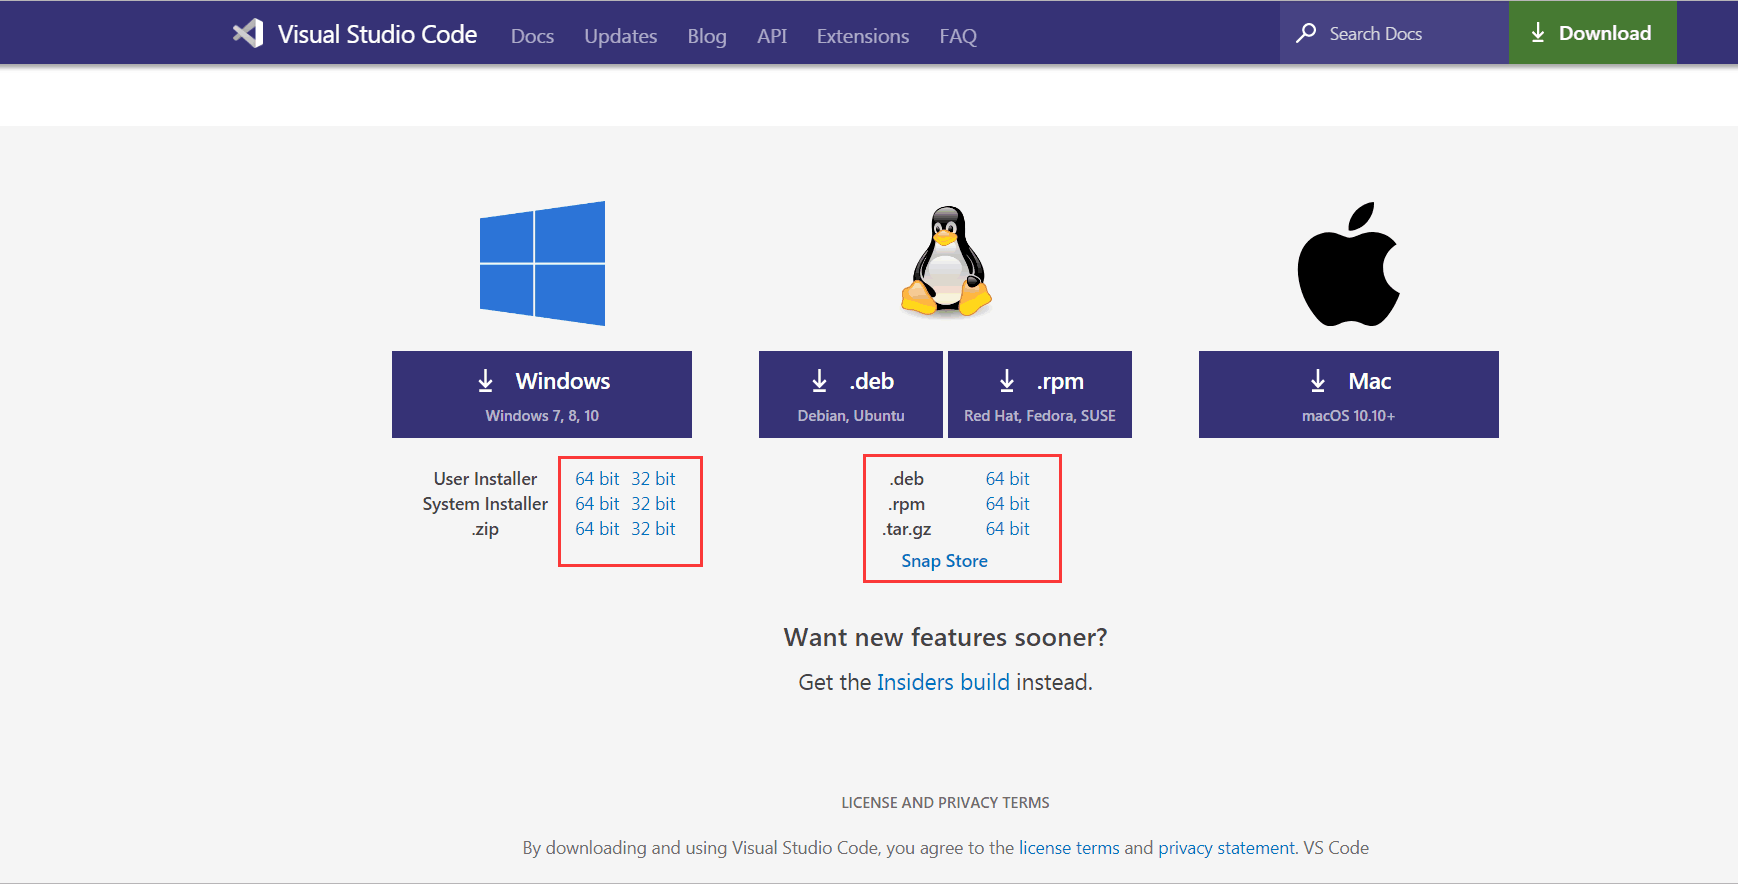 Visual Studio Code Docs Updates Blog API Extensions FAQ Search Docs Download
Windows
Windows 7, 8, 10
User Installer 64 bit 32 bit
System Installer 64 bit 32 bit
.zip 64 bit 32 bit
.deb
Debian, Ubuntu
.rpm
Red Hat, Fedora, SUSE
.deb 64 bit
.rpm 64 bit
.tar.gz 64 bit
Snap Store
Mac
macOS 10.10+
Want new features sooner?
Get the Insiders build instead.
LICENSE AND PRIVACY TERMS
By downloading and using Visual Studio Code, you agree to the license terms and privacy statement. VS Code